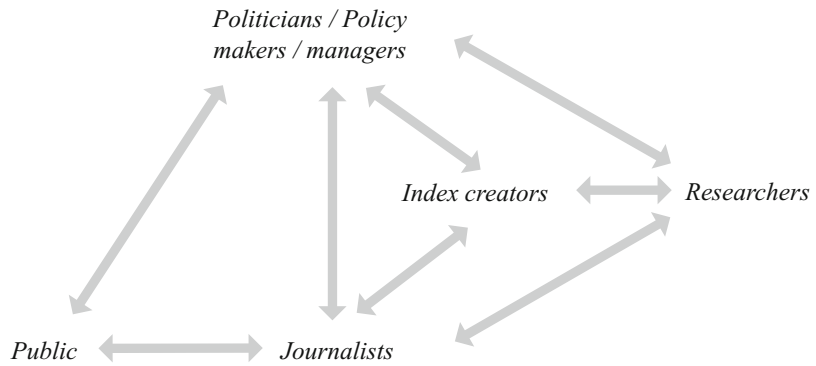 Politicians / Policy
makers / managers
Index creators
Researchers
Public
Journalists